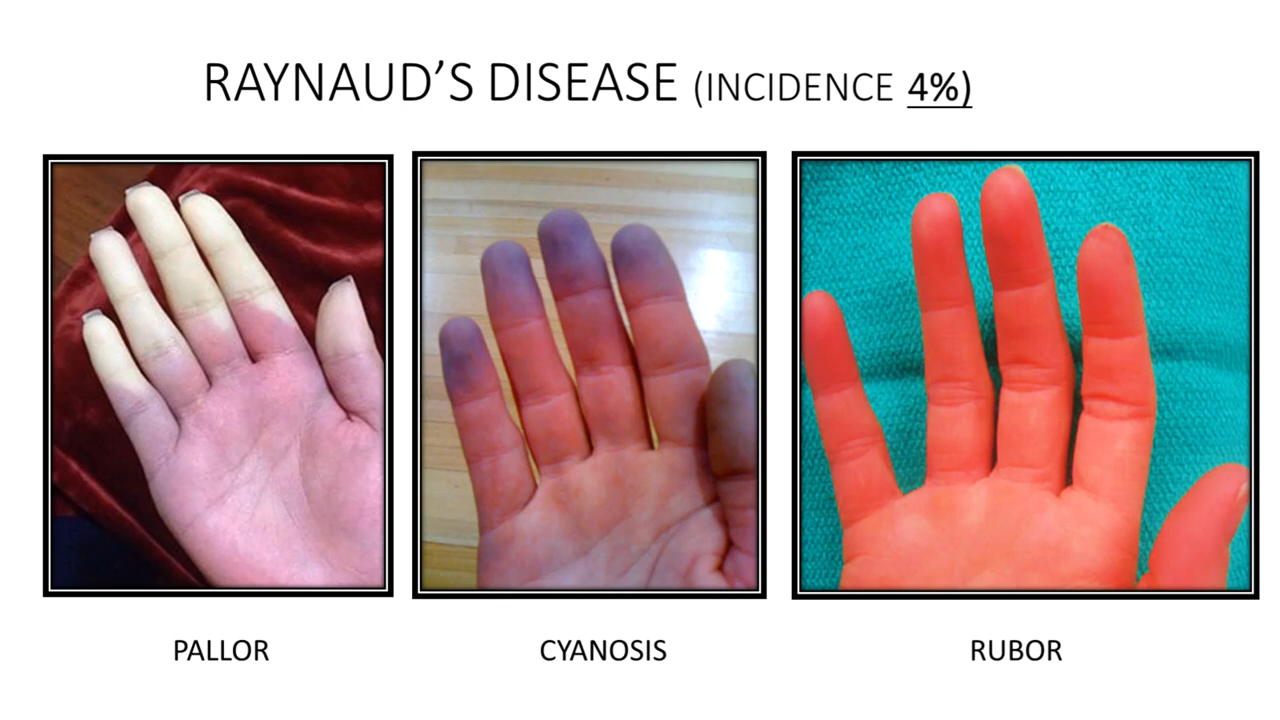 RAYNAUD’S DISEASE (INCIDENCE 4%)
PALLOR
CYANOSIS
RUBOR